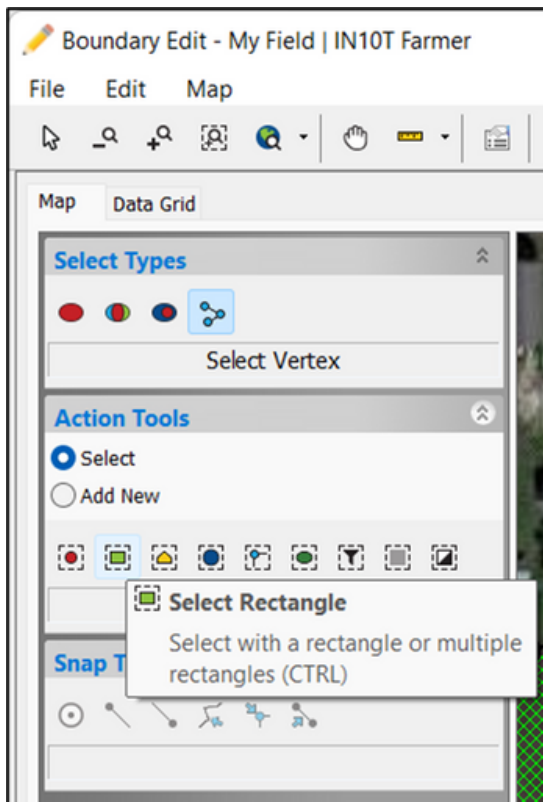 Boundary Edit - My Field | IN10T Farmer
File Edit Map
Map Data Grid
Select Types
Select Vertex
Action Tools
Select
Add New
Select Rectangle
Select with a rectangle or multiple
rectangles (CTRL)
Snap T